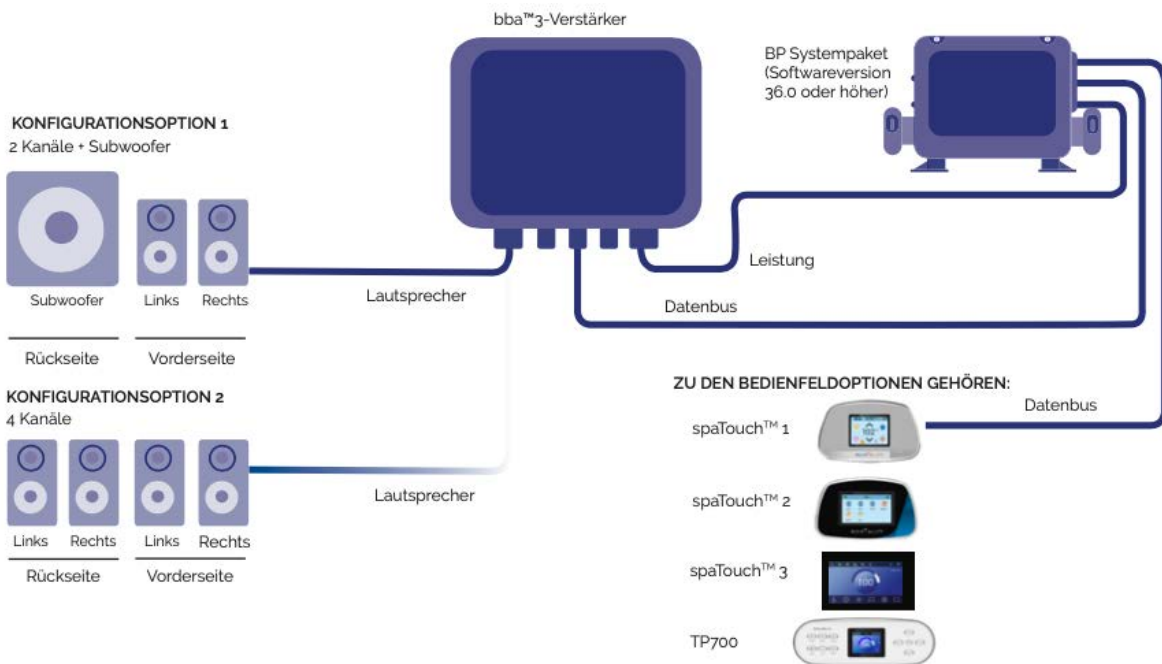 bba™3-Verstärker
BP Systempaket
(Softwareversion
36.0 oder höher)
KONFIGURATIONSOPTION 1
2 Kanäle + Subwoofer
Subwoofer
Links
Rechts
Rückseite
Vorderseite
Lautsprecher
Leistung
Datenbus
KONFIGURATIONSOPTION 2
4 Kanäle
Links
Rechts
Links
Rechts
Rückseite
Vorderseite
Lautsprecher
ZU DEN BEDIENFELDOPTIONEN GEHÖREN:
Datenbus
spaTouch™ 1
spaTouch™ 2
spaTouch™ 3
TP700